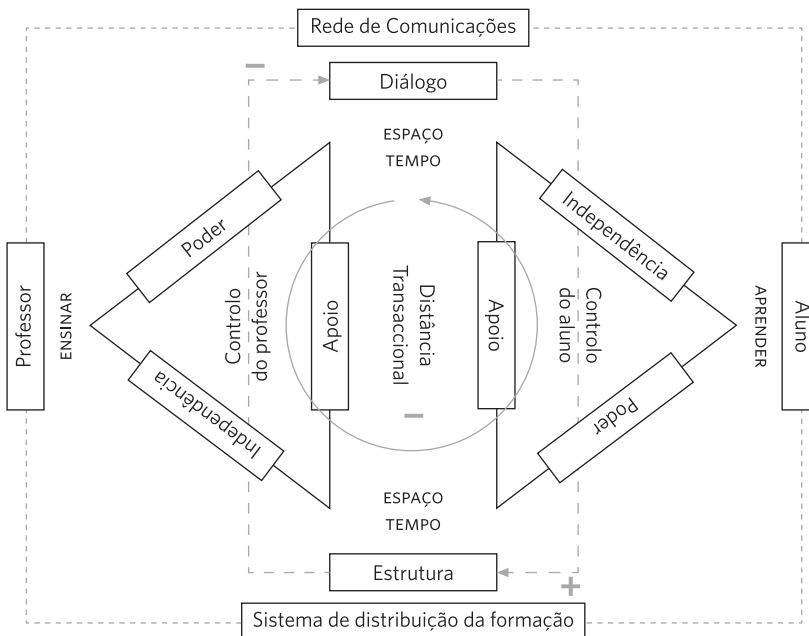 Rede de Comunicações
−
Diálogo
ESPAÇO
TEMPO
Poder
Independência
Professor
ENSINAR
Controlo
do professor
Apoio
Distância
Transaccional
−
Apoio
Controlo
do aluno
APRENDER
Aluno
Independência
Poder
ESPAÇO
TEMPO
Estrutura
+
Sistema de distribuição da formação